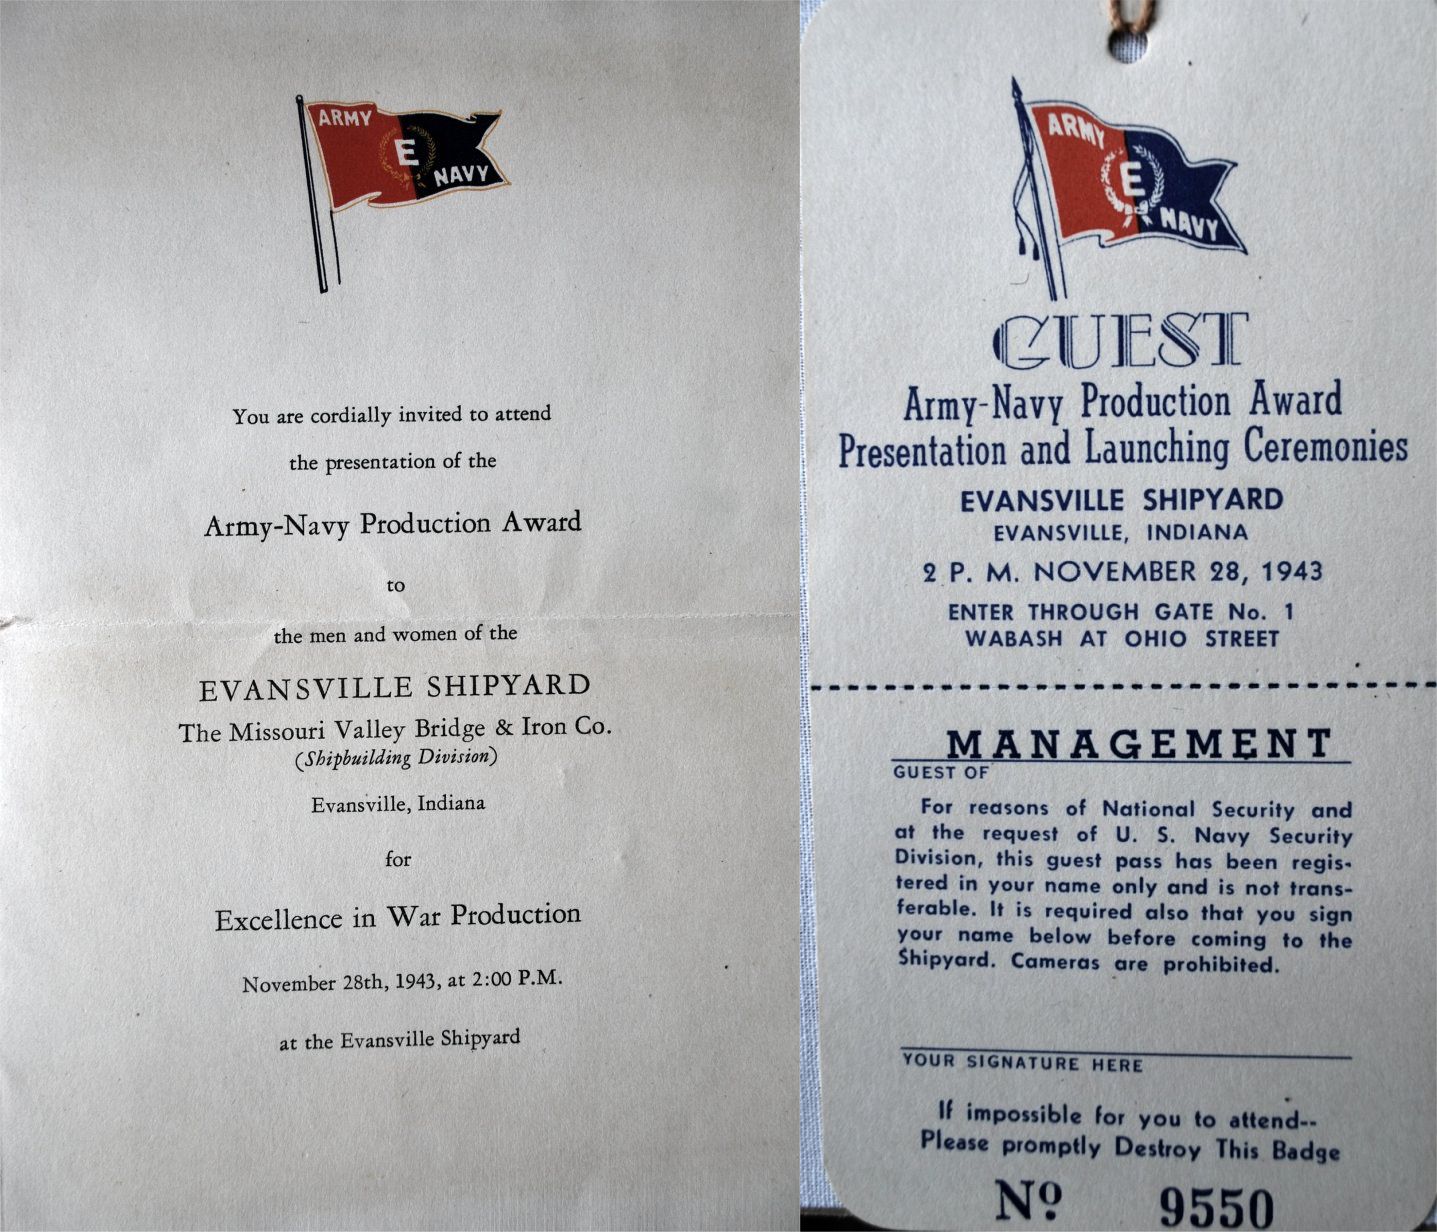 ARMY
E
NAVY
You are cordially invited to attend
the presentation of the
Army-Navy Production Award
to
the men and women of the
EVANSVILLE SHIPYARD
The Missouri Valley Bridge & Iron Co.
(Shipbuilding Division)
Evansville, Indiana
for
Excellence in War Production
November 28th, 1943, at 2:00 P.M.
at the Evansville Shipyard
ARMY
E
NAVY
GUEST
Army-Navy Production Award
Presentation and Launching Ceremonies
EVANSVILLE SHIPYARD
EVANSVILLE, INDIANA
2 P. M. NOVEMBER 28, 1943
ENTER THROUGH GATE No. 1
WABASH AT OHIO STREET
MANAGEMENT
GUEST OF
For reasons of National Security and
at the request of U. S. Navy Security
Division, this guest pass has been regis-
tered in your name only and is not trans-
ferable. It is required also that you sign
your name below before coming to the
Shipyard. Cameras are prohibited.
YOUR SIGNATURE HERE
If impossible for you to attend--
Please promptly Destroy This Badge
Nº 9550